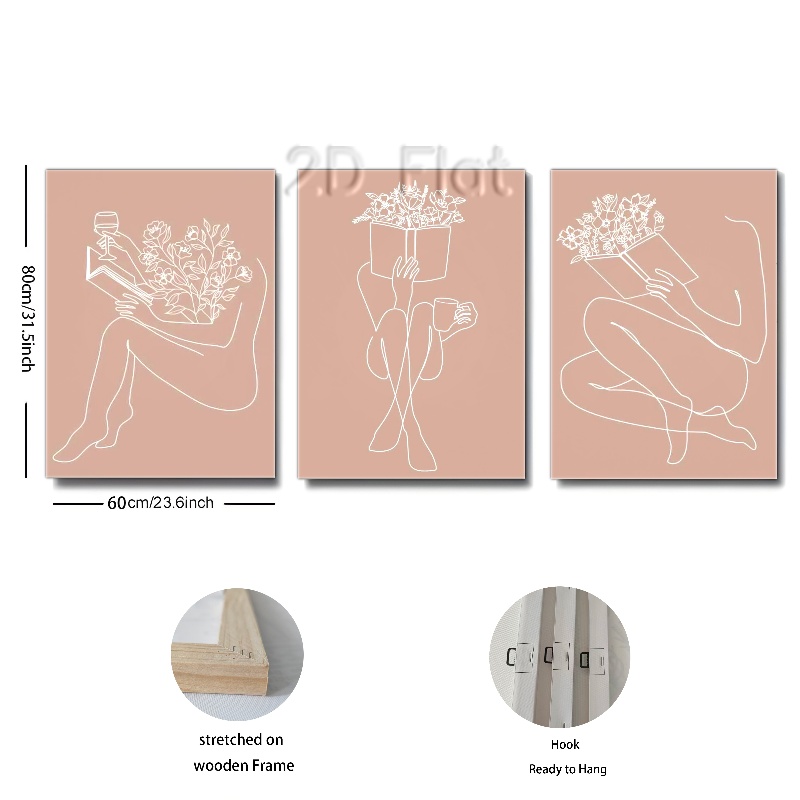 2D Flat
80cm/31.5inch
60cm/23.6inch
stretched on
wooden Frame
Hook
Ready to Hang